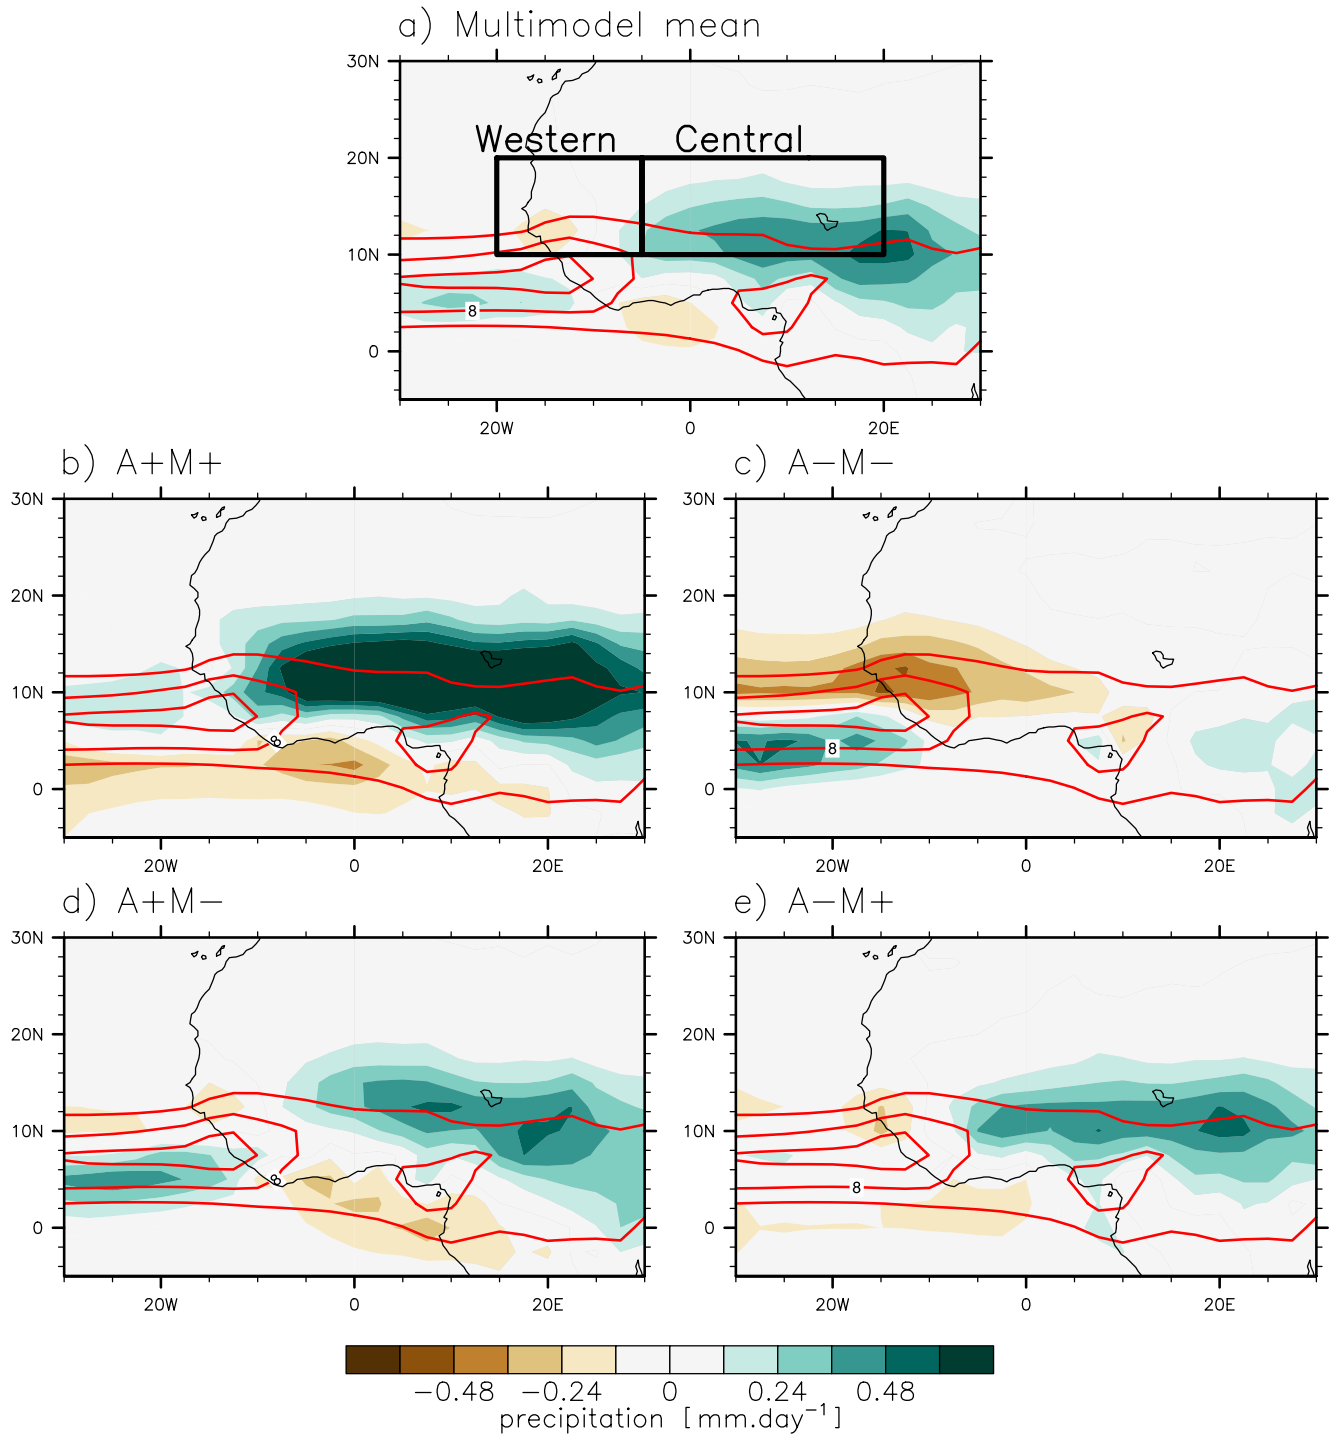 a) Multimodel mean
30N
Western Central
20N
10N
8
0
20W 0 20E
b) A+M+ c) A−M−
30N 30N
20N 20N
10N 10N
8 8
0 0
20W 0 20E 20W 0 20E
d) A+M− e) A−M+
30N 30N
20N 20N
10N 10N
8 8
0 0
20W 0 20E 20W 0 20E
−0.48 −0.24 0 0.24 0.48
precipitation [mm.day⁻¹]